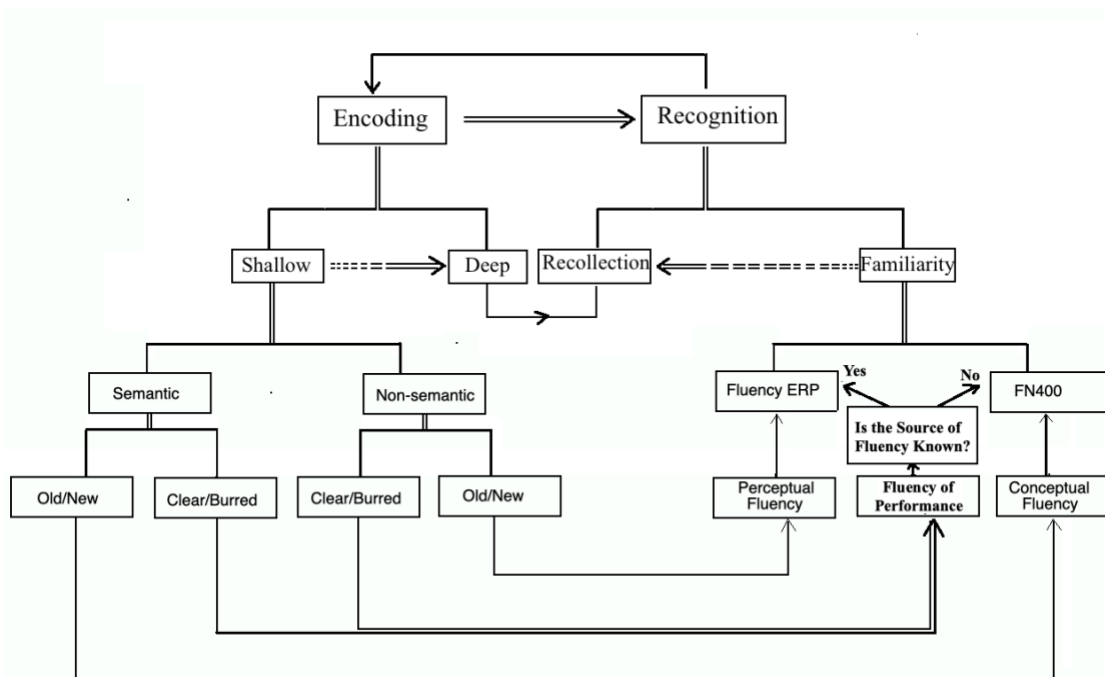 Encoding
Recognition
Shallow
Deep
Recollection
Familiarity
Semantic
Non-semantic
Fluency ERP
Yes
No
FN400
Is the Source of
Fluency Known?
Old/New
Clear/Burred
Clear/Burred
Old/New
Perceptual
Fluency
Fluency of
Performance
Conceptual
Fluency